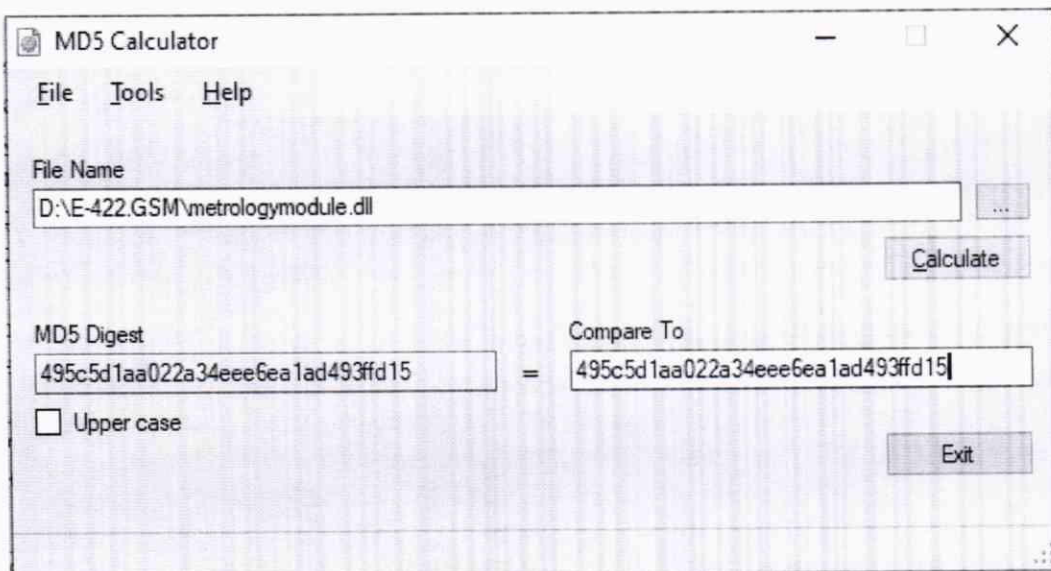 MD5 Calculator
File Tools Help
File Name
D:\E-422.GSM\metrologymodule.dll
...
Calculate
MD5 Digest
Compare To
495c5d1aa022a34eee6ea1ad493ffd15
=
495c5d1aa022a34eee6ea1ad493ffd15
Upper case
Exit